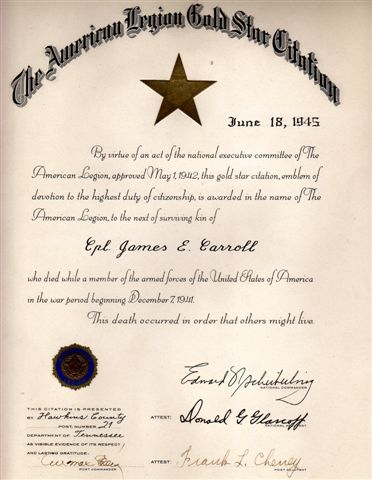 The American Legion Gold Star Citation
June 18, 1945
By virtue of an act of the national executive committee of The
American Legion, approved May 1, 1942, this gold star citation, emblem of
devotion to the highest duty of citizenship, is awarded in the name of The
American Legion, to the next of surviving kin of
Cpl. James E. Carroll
who died while a member of the armed forces of the United States of America
in the war period beginning December 7, 1941.
This death occurred in order that others might live.
Edward N. Scheiberling
NATIONAL COMMANDER
THIS CITATION IS PRESENTED
BY Hawkins County
POST, NUMBER 21
DEPARTMENT OF Tennessee
AS VISIBLE EVIDENCE OF ITS RESPECT
AND LASTING GRATITUDE:
POST COMMANDER
ATTEST: Donald G. Glascoff
NATIONAL ADJUTANT
ATTEST: Frank L. Cheney
POST ADJUTANT